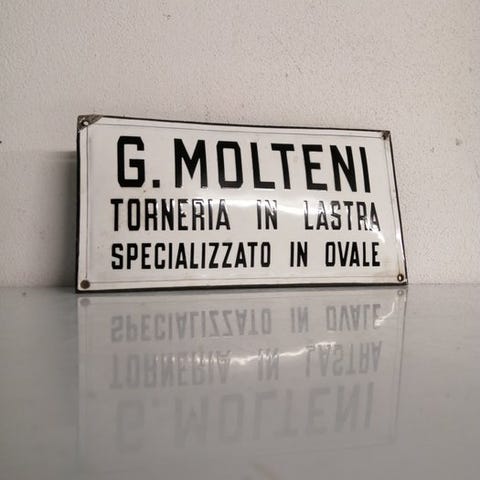 G. MOLTENI
TORNERIA IN LASTRA
SPECIALIZZATO IN OVALE